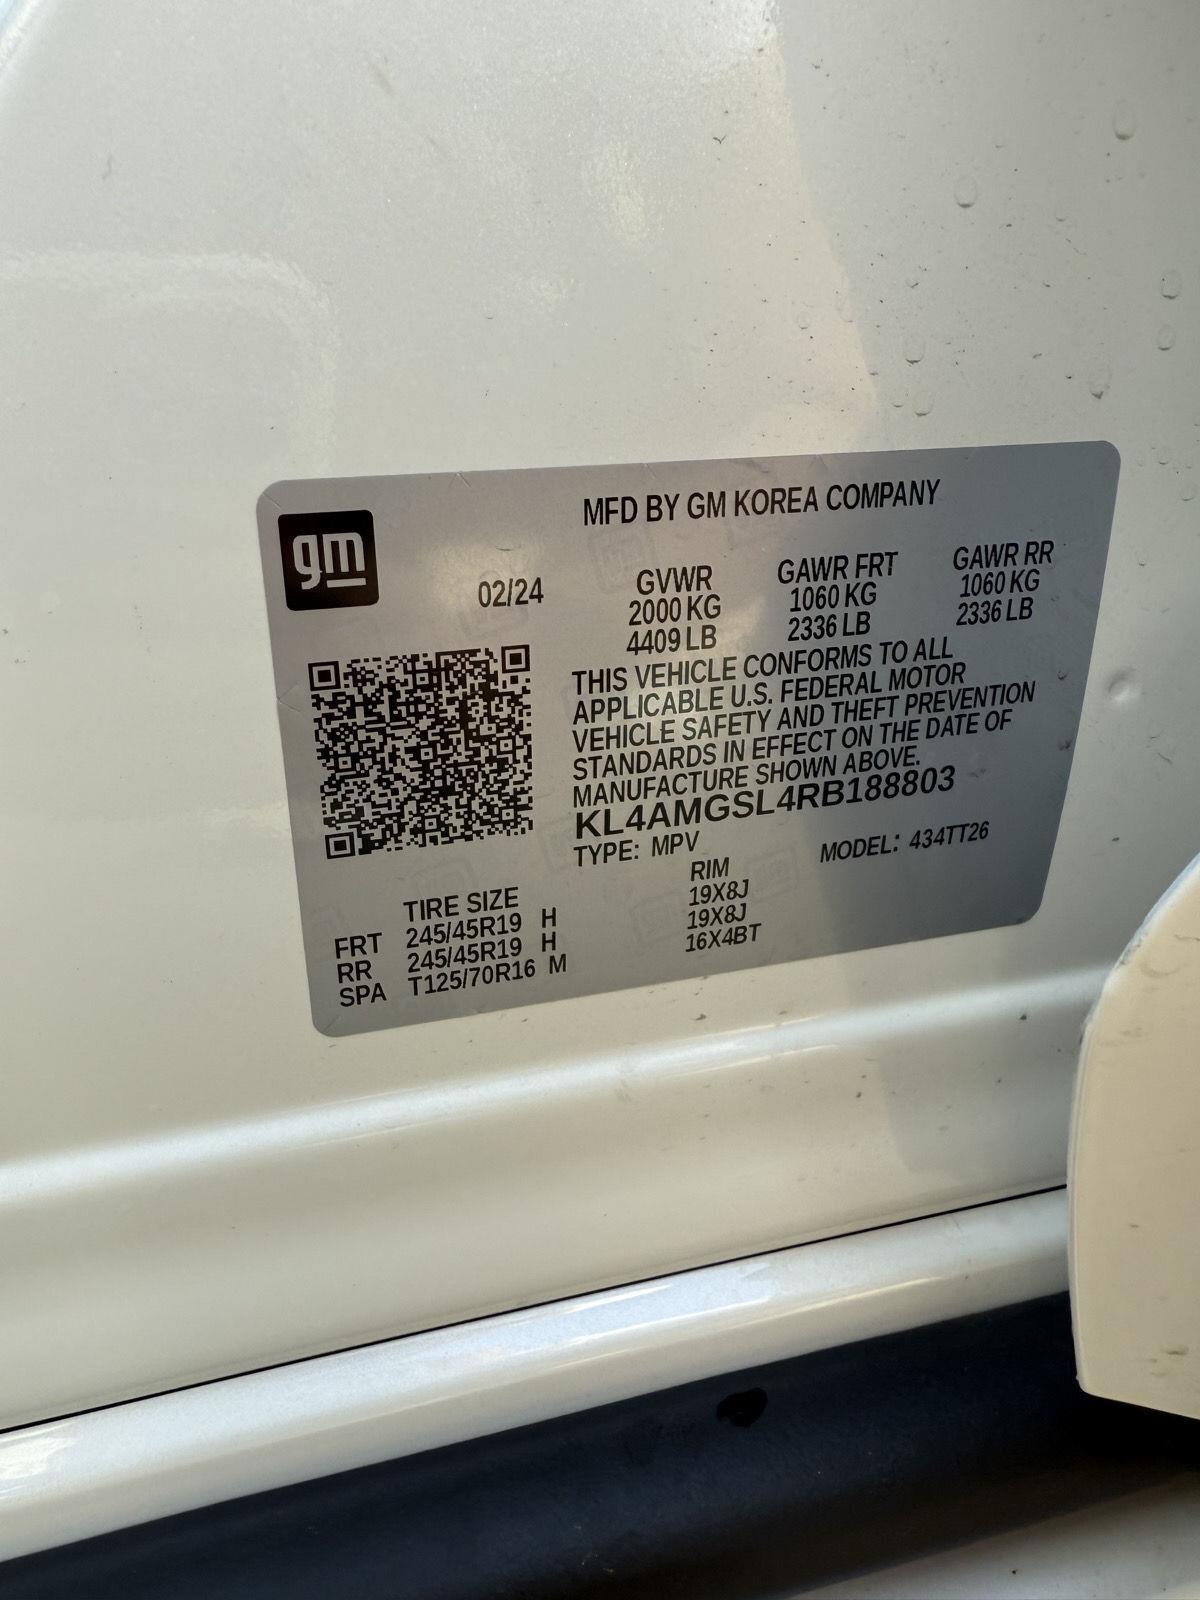 gm
MFD BY GM KOREA COMPANY
02/24
GVWR
2000 KG
4409 LB
GAWR FRT
1060 KG
2336 LB
GAWR RR
1060 KG
2336 LB
THIS VEHICLE CONFORMS TO ALL
APPLICABLE U.S. FEDERAL MOTOR
VEHICLE SAFETY AND THEFT PREVENTION
STANDARDS IN EFFECT ON THE DATE OF
MANUFACTURE SHOWN ABOVE.
KL4AMGSL4RB188803
TYPE: MPV
MODEL: 434TT26
TIRE SIZE
RIM
FRT 245/45R19 H 19X8J
RR 245/45R19 H 19X8J
SPA T125/70R16 M 16X4BT